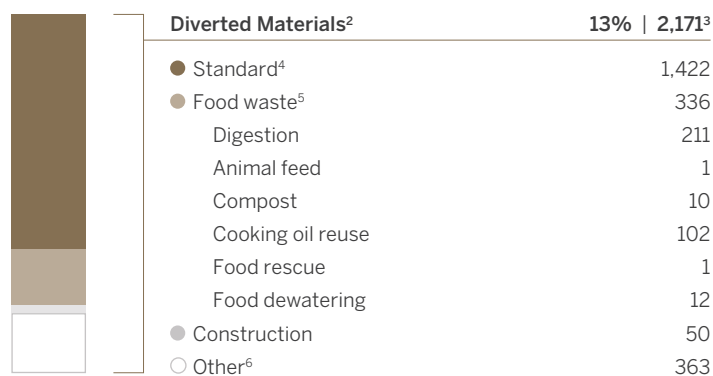 Diverted Materials² 13% | 2,171³
Standard⁴ 1,422
Food waste⁵ 336
Digestion 211
Animal feed 1
Compost 10
Cooking oil reuse 102
Food rescue 1
Food dewatering 12
Construction 50
Other⁶ 363